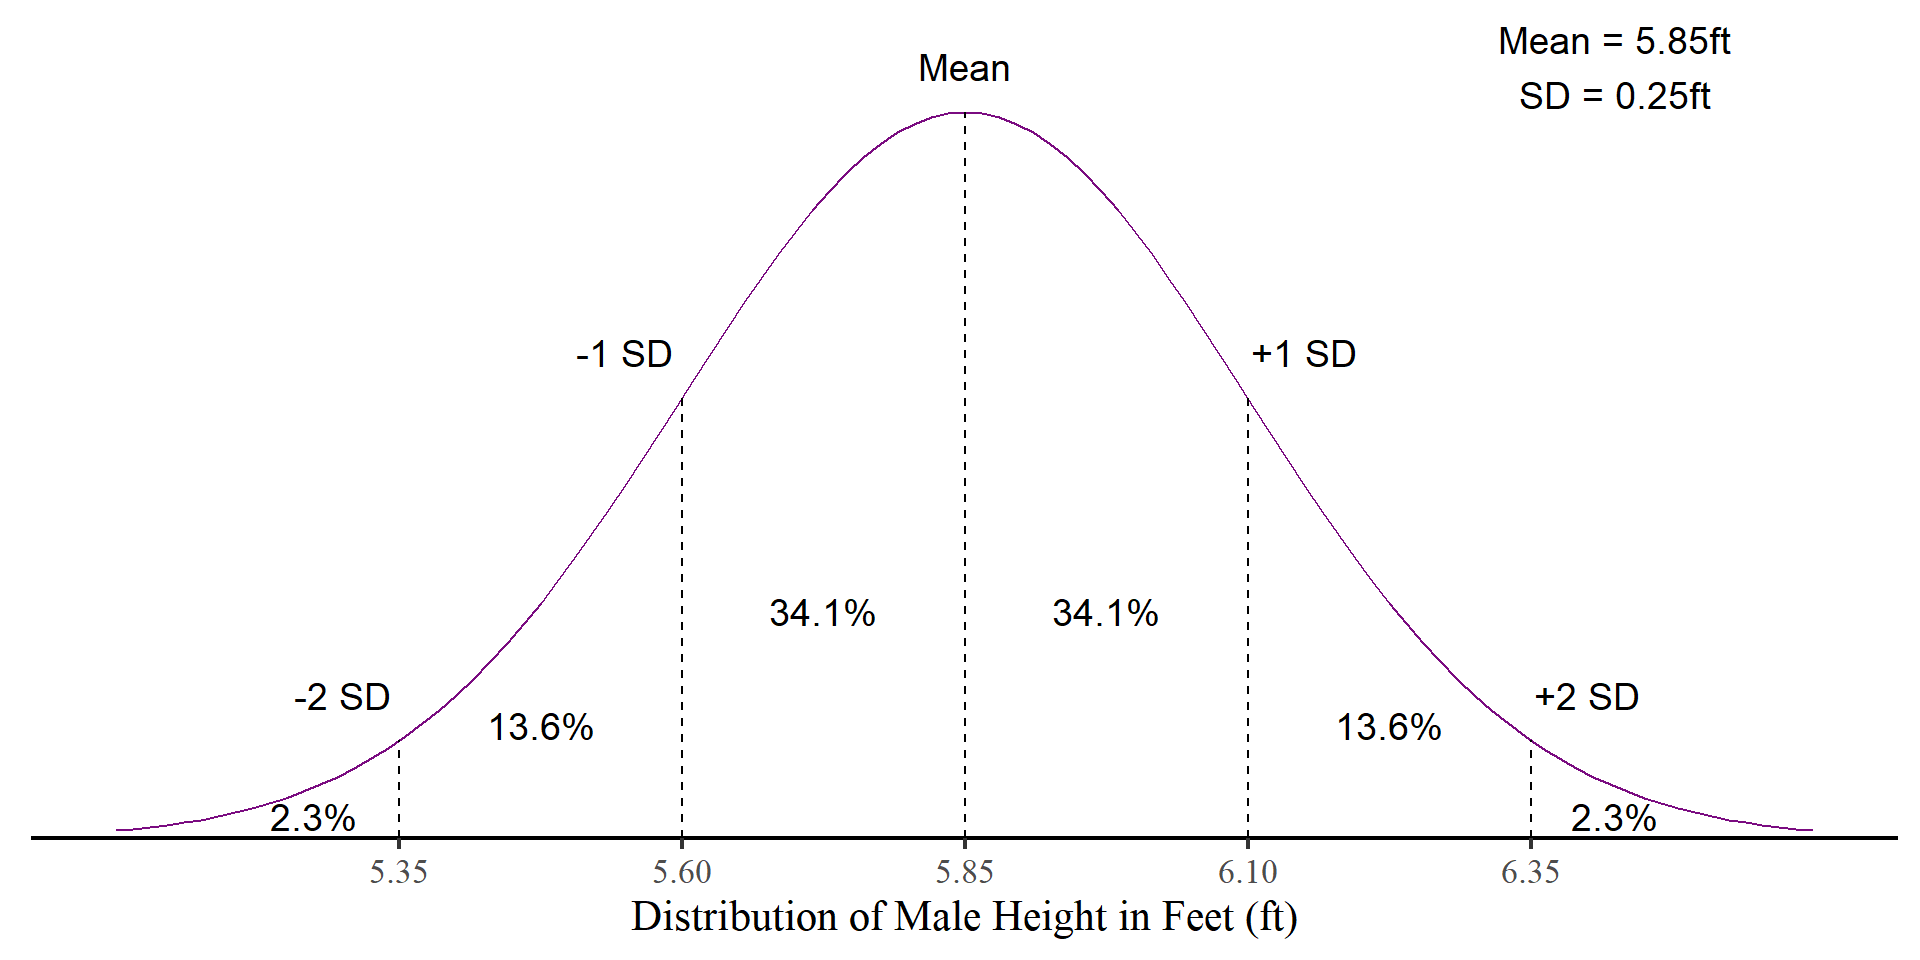 Mean = 5.85ft
SD = 0.25ft
Mean
-1 SD
+1 SD
34.1%
34.1%
-2 SD
+2 SD
13.6%
13.6%
2.3%
2.3%
5.35
5.60
5.85
6.10
6.35
Distribution of Male Height in Feet (ft)